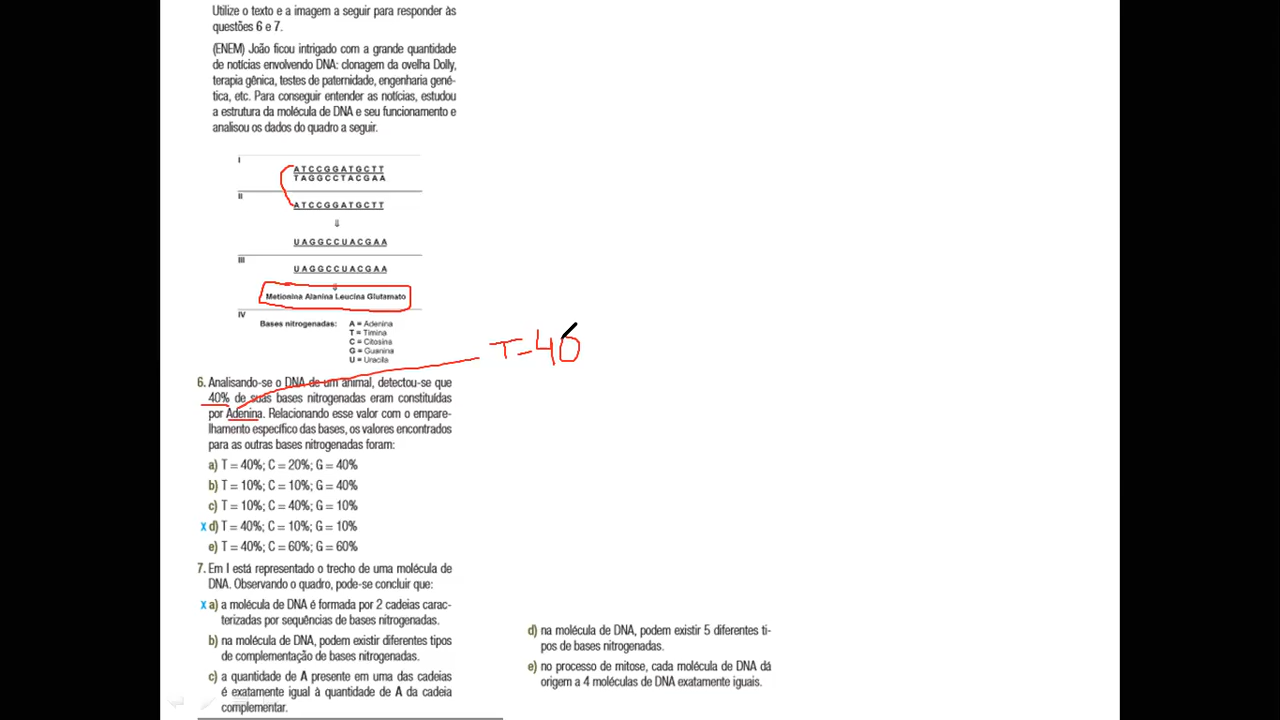 Utilize o texto e a imagem a seguir para responder às
questões 6 e 7.
(ENEM) João ficou intrigado com a grande quantidade
de notícias envolvendo DNA: clonagem da ovelha Dolly,
terapia gênica, testes de paternidade, engenharia gené-
tica, etc. Para conseguir entender as notícias, estudou
a estrutura da molécula de DNA e seu funcionamento e
analisou os dados do quadro a seguir.
I
A T C C G G A T G C T T
T A G G C C T A C G A A
II
A T C C G G A T G C T T
⇓
U A G G C C U A C G A A
III
U A G G C C U A C G A A
⇓
Metionina Alanina Leucina Glutamato
IV
Bases nitrogenadas: A = Adenina
T = Timina
C = Citosina
G = Guanina
U = Uracila
T=40
6. Analisando-se o DNA de um animal, detectou-se que
40% de suas bases nitrogenadas eram constituídas
por Adenina. Relacionando esse valor com o empare-
lhamento específico das bases, os valores encontrados
para as outras bases nitrogenadas foram:
a) T = 40%; C = 20%; G = 40%
b) T = 10%; C = 10%; G = 40%
c) T = 10%; C = 40%; G = 10%
x d) T = 40%; C = 10%; G = 10%
e) T = 40%; C = 60%; G = 60%
7. Em I está representado o trecho de uma molécula de
DNA. Observando o quadro, pode-se concluir que:
x a) a molécula de DNA é formada por 2 cadeias carac-
terizadas por sequências de bases nitrogenadas.
b) na molécula de DNA, podem existir diferentes tipos
de complementação de bases nitrogenadas.
c) a quantidade de A presente em uma das cadeias
é exatamente igual à quantidade de A da cadeia
complementar.
d) na molécula de DNA, podem existir 5 diferentes ti-
pos de bases nitrogenadas.
e) no processo de mitose, cada molécula de DNA dá
origem a 4 moléculas de DNA exatamente iguais.